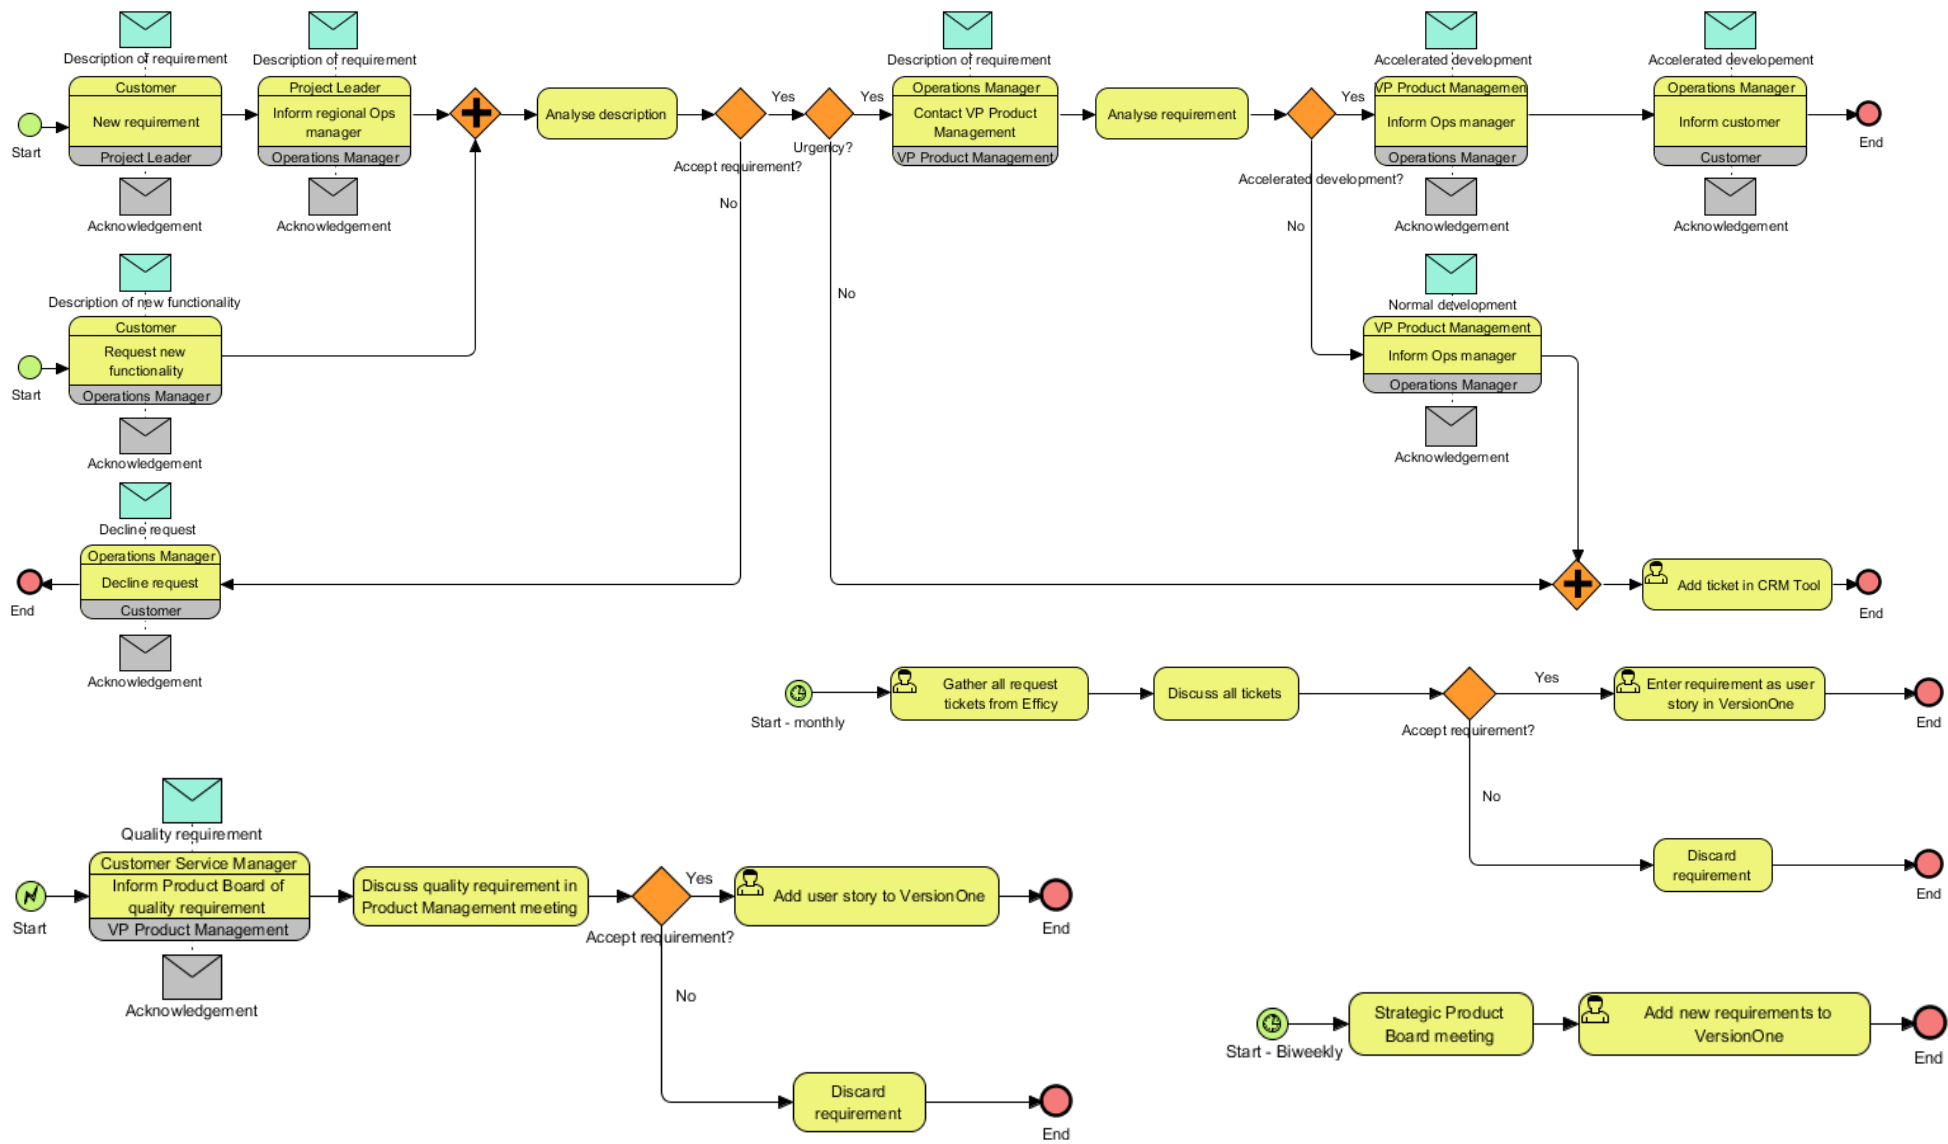 Description of requirement
Customer
New requirement
Project Leader
Acknowledgement
Start
Description of requirement
Project Leader
Inform regional Ops
manager
Operations Manager
Acknowledgement
Analyse description
Accept requirement?
Yes
No
Urgency?
Yes
No
Description of requirement
Operations Manager
Contact VP Product
Management
VP Product Management
Analyse requirement
Accelerated development?
Yes
No
Accelerated development
VP Product Management
Inform Ops manager
Operations Manager
Acknowledgement
Accelerated developement
Operations Manager
Inform customer
Customer
Acknowledgement
End
Description of new functionality
Customer
Request new
functionality
Operations Manager
Acknowledgement
Start
Normal development
VP Product Management
Inform Ops manager
Operations Manager
Acknowledgement
Decline request
Operations Manager
Decline request
Customer
Acknowledgement
End
Add ticket in CRM Tool
End
Start - monthly
Gather all request
tickets from Efficy
Discuss all tickets
Accept requirement?
Yes
Enter requirement as user
story in VersionOne
End
No
Discard
requirement
End
Quality requirement
Customer Service Manager
Inform Product Board of
quality requirement
VP Product Management
Acknowledgement
Start
Discuss quality requirement in
Product Management meeting
Accept requirement?
Yes
Add user story to VersionOne
End
No
Discard
requirement
End
Start - Biweekly
Strategic Product
Board meeting
Add new requirements to
VersionOne
End